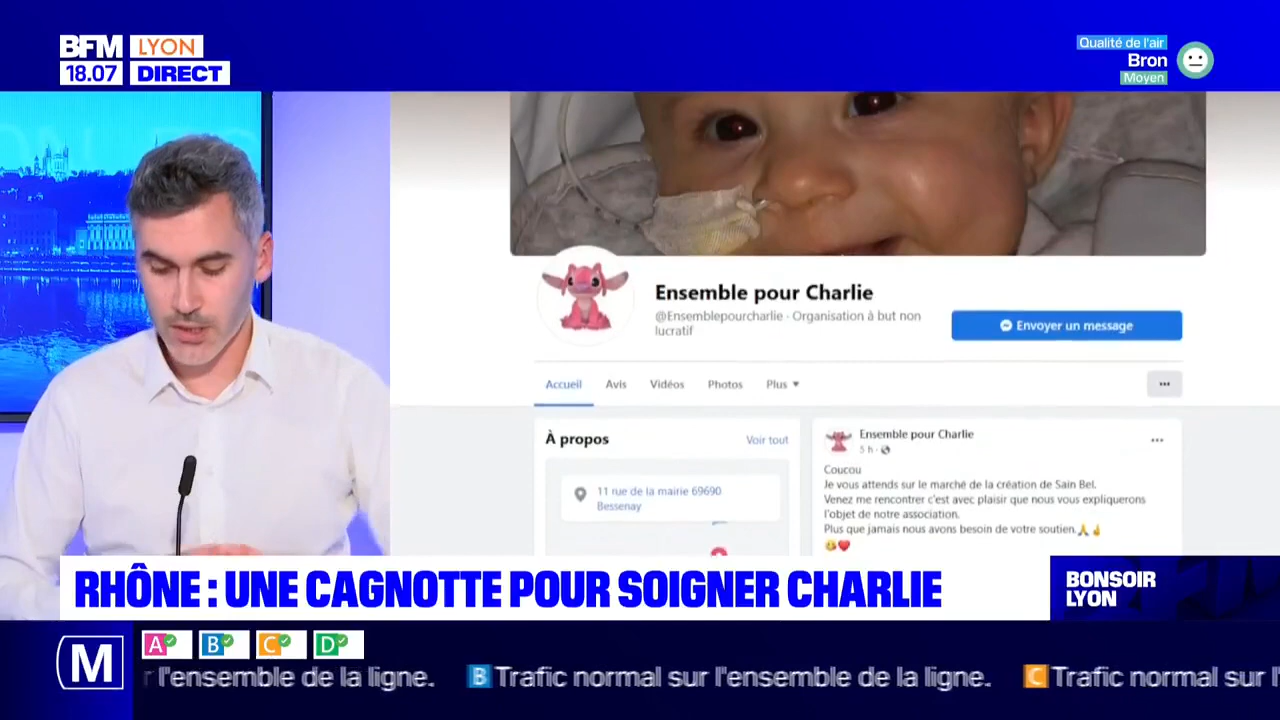 BFM LYON
18.07 DIRECT
Qualité de l'air
Bron
Moyen
Ensemble pour Charlie
@Ensemblepourcharlie · Organisation à but non
lucratif
Envoyer un message
Accueil Avis Vidéos Photos Plus
À propos
Voir tout
11 rue de la mairie 69690
Bessenay
Ensemble pour Charlie
5 h ·
Coucou
Je vous attends sur le marché de la création de Sain Bel.
Venez me rencontrer c'est avec plaisir que nous vous expliquerons
l'objet de notre association.
Plus que jamais nous avons besoin de votre soutien.
RHÔNE : UNE CAGNOTTE POUR SOIGNER CHARLIE
BONSOIR
LYON
M
A B C D
r l'ensemble de la ligne. B Trafic normal sur l'ensemble de la ligne. C Trafic normal sur l'